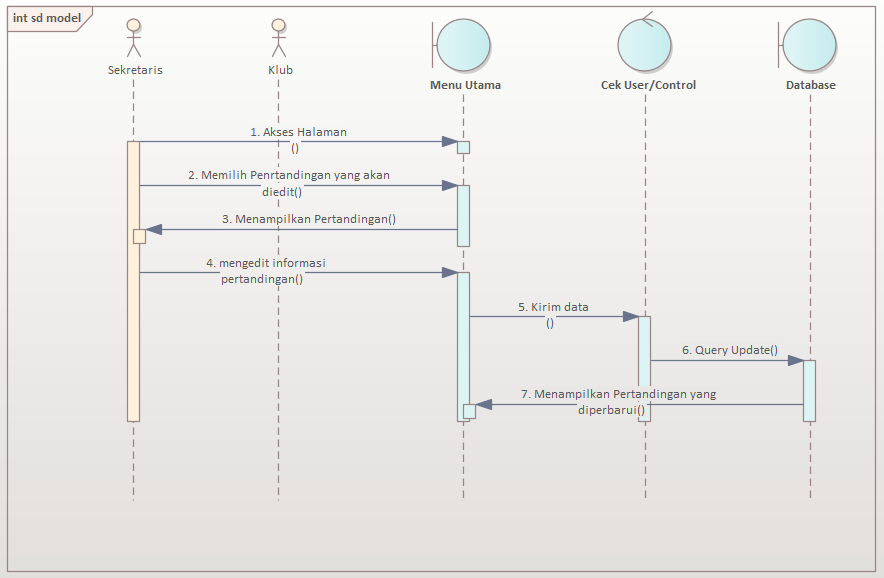 int sd model
Sekretaris
Klub
Menu Utama
Cek User/Control
Database
1. Akses Halaman
()
2. Memilih Penrtandingan yang akan
diedit()
3. Menampilkan Pertandingan()
4. mengedit informasi
pertandingan()
5. Kirim data
()
6. Query Update()
7. Menampilkan Pertandingan yang
diperbarui()